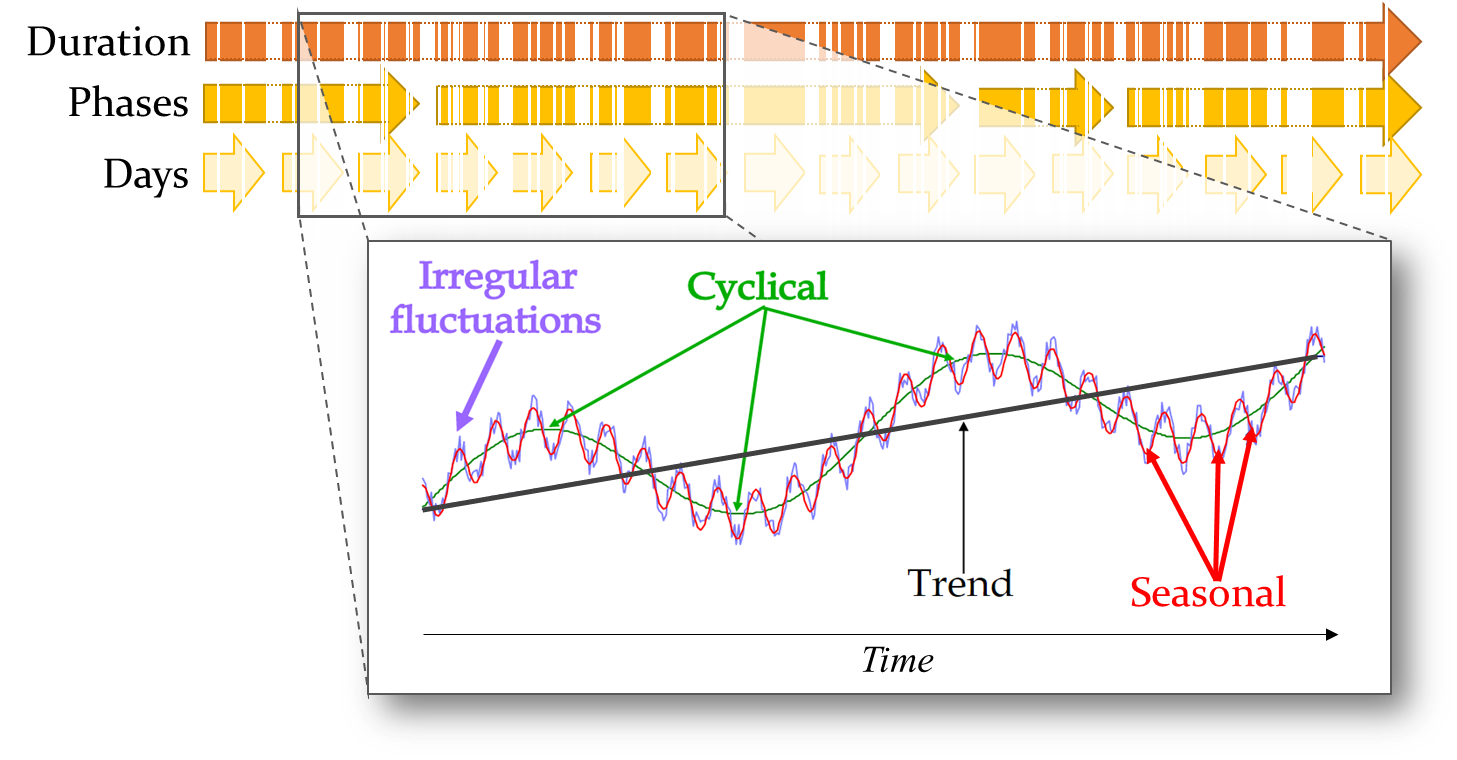 Duration
Phases
Days
Irregular
fluctuations
Cyclical
Trend
Seasonal
Time